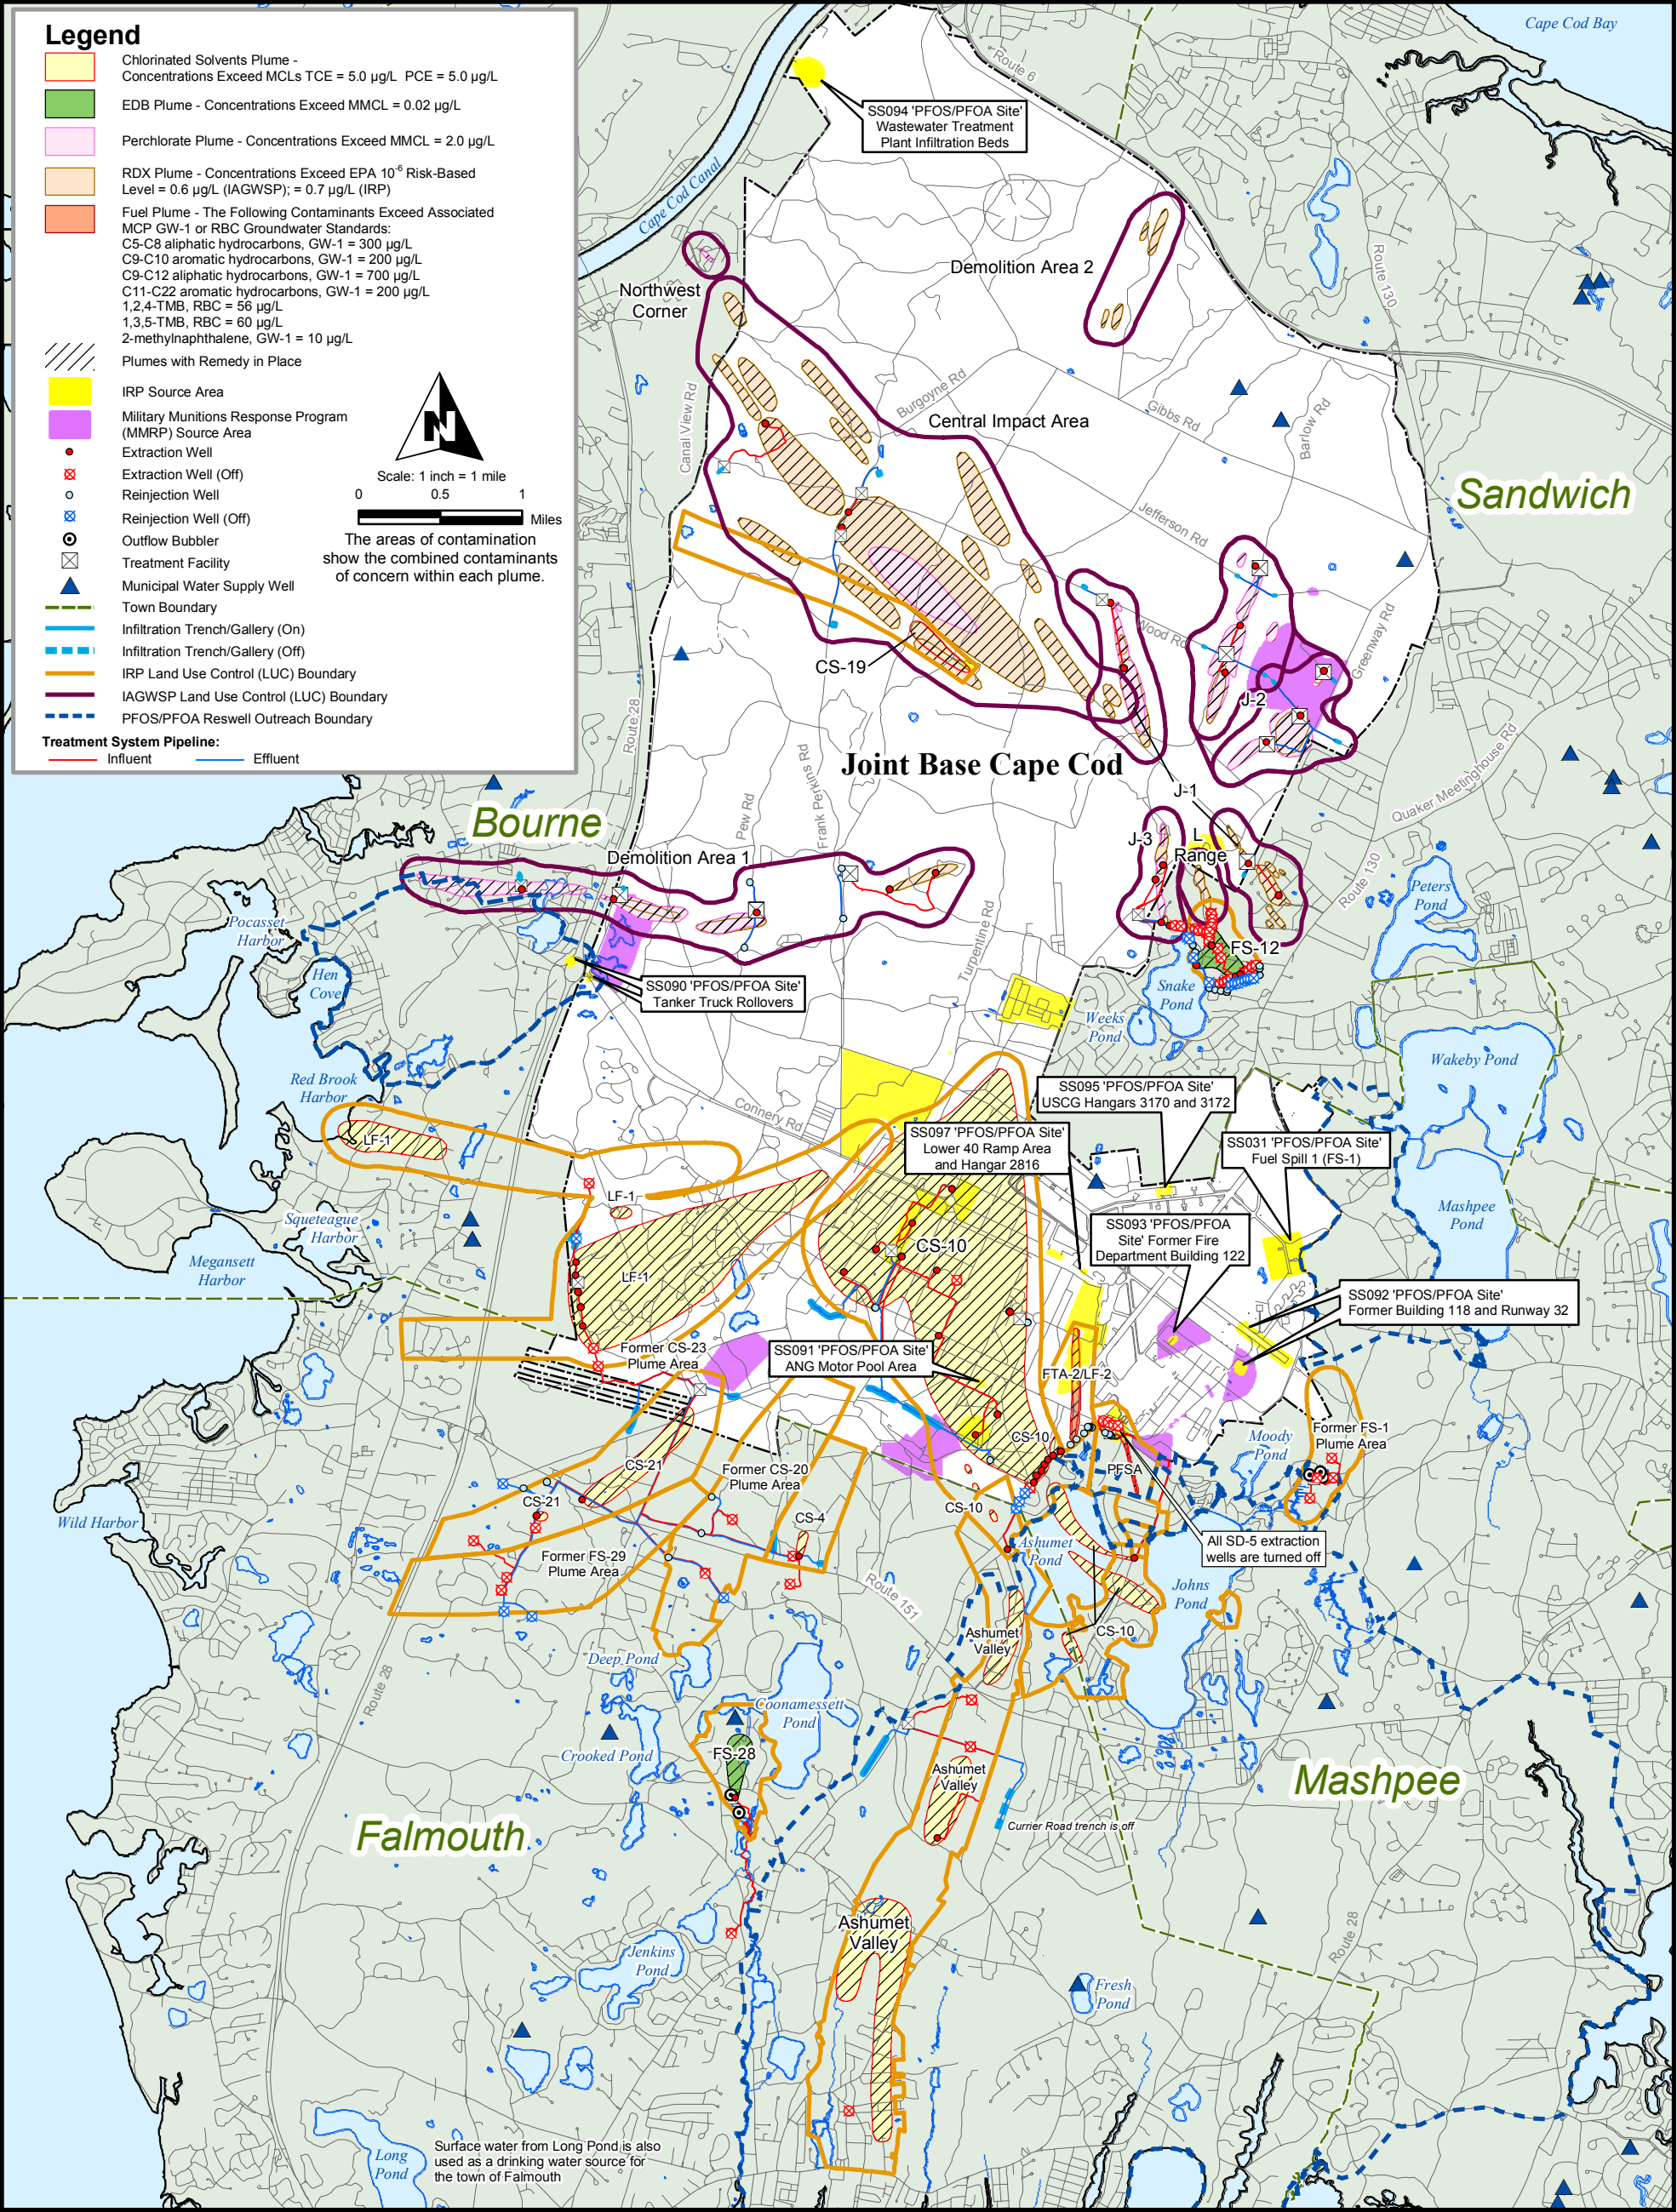 Legend
Chlorinated Solvents Plume -
Concentrations Exceed MCLs TCE = 5.0 µg/L PCE = 5.0 µg/L
EDB Plume - Concentrations Exceed MMCL = 0.02 µg/L
Perchlorate Plume - Concentrations Exceed MMCL = 2.0 µg/L
RDX Plume - Concentrations Exceed EPA 10⁻⁶ Risk-Based
Level = 0.6 µg/L (IAGWSP); = 0.7 µg/L (IRP)
Fuel Plume - The Following Contaminants Exceed Associated
MCP GW-1 or RBC Groundwater Standards:
C5-C8 aliphatic hydrocarbons, GW-1 = 300 µg/L
C9-C10 aromatic hydrocarbons, GW-1 = 200 µg/L
C9-C12 aliphatic hydrocarbons, GW-1 = 700 µg/L
C11-C22 aromatic hydrocarbons, GW-1 = 200 µg/L
1,2,4-TMB, RBC = 56 µg/L
1,3,5-TMB, RBC = 60 µg/L
2-methylnaphthalene, GW-1 = 10 µg/L
Plumes with Remedy in Place
IRP Source Area
Military Munitions Response Program
(MMRP) Source Area
Extraction Well
Extraction Well (Off)
Reinjection Well
Reinjection Well (Off)
Outflow Bubbler
Treatment Facility
Municipal Water Supply Well
Town Boundary
Infiltration Trench/Gallery (On)
Infiltration Trench/Gallery (Off)
IRP Land Use Control (LUC) Boundary
IAGWSP Land Use Control (LUC) Boundary
PFOS/PFOA Reswell Outreach Boundary
Treatment System Pipeline:
Influent
Effluent
N
Scale: 1 inch = 1 mile
0 0.5 1
Miles
The areas of contamination
show the combined contaminants
of concern within each plume.
Cape Cod Bay
Route 6
SS094 'PFOS/PFOA Site'
Wastewater Treatment
Plant Infiltration Beds
Cape Cod Canal
Route 130
Demolition Area 2
Northwest
Corner
Canal View Rd
Burgoyne Rd
Gibbs Rd
Barlow Rd
Central Impact Area
Sandwich
Jefferson Rd
Wood Rd
Greenway Rd
CS-19
J-2
Route 28
Joint Base Cape Cod
J-1
Quaker Meetinghouse Rd
Bourne
Pew Rd
Frank Perkins Rd
Demolition Area 1
J-3
L
Range
Route 130
Peters
Pond
Pocasset
Harbor
Hen
Cove
Turpentine Rd
FS-12
SS090 'PFOS/PFOA Site'
Tanker Truck Rollovers
Snake
Pond
Weeks
Pond
Wakeby Pond
Red Brook
Harbor
Connery Rd
SS095 'PFOS/PFOA Site'
USCG Hangars 3170 and 3172
SS097 'PFOS/PFOA Site'
Lower 40 Ramp Area
and Hangar 2816
SS031 'PFOS/PFOA Site'
Fuel Spill 1 (FS-1)
LF-1
LF-1
Squeteague
Harbor
Mashpee
Pond
SS093 'PFOS/PFOA
Site' Former Fire
Department Building 122
CS-10
Megansett
Harbor
LF-1
SS092 'PFOS/PFOA Site'
Former Building 118 and Runway 32
Former CS-23
Plume Area
SS091 'PFOS/PFOA Site'
ANG Motor Pool Area
FTA-2/LF-2
CS-10
Moody
Pond
Former FS-1
Plume Area
CS-21
Former CS-20
Plume Area
PFSA
CS-21
CS-10
CS-4
Wild Harbor
Former FS-29
Plume Area
Ashumet
Pond
All SD-5 extraction
wells are turned off
Johns
Pond
Route 151
Ashumet
Valley
CS-10
Deep Pond
Route 28
Coonamessett
Pond
Crooked Pond
FS-28
Ashumet
Valley
Mashpee
Falmouth
Currier Road trench is off
Ashumet
Valley
Route 28
Jenkins
Pond
Fresh
Pond
Long
Pond
Surface water from Long Pond is also
used as a drinking water source for
the town of Falmouth